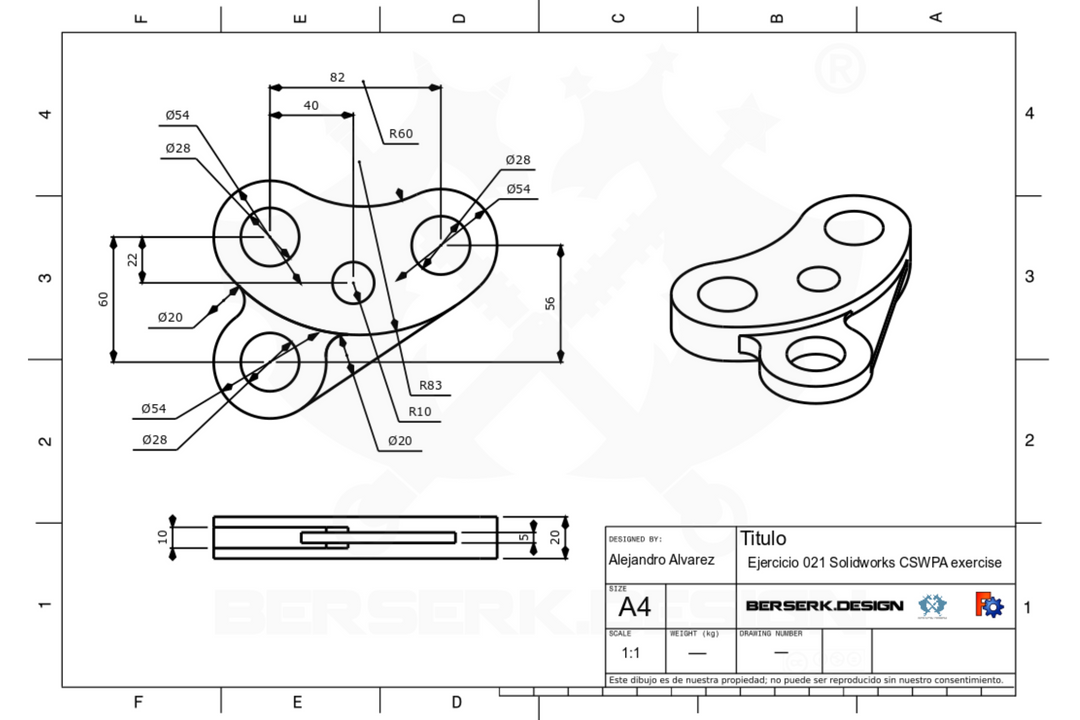 F E D C B A
®
4 4
82
40
Ø54
R60
Ø28
Ø28
Ø54
22
3 3
60
56
Ø20
R83
Ø54
R10
Ø28
Ø20
2 2
10
5
20
DESIGNED BY:
Alejandro Alvarez
Titulo
Ejercicio 021 Solidworks CSWPA exercise
1 1
SIZE
A4
BERSERK.DESIGN
BERSERK.DESIGN
SCALE
1:1
WEIGHT (kg)
—
DRAWING NUMBER
—
Este dibujo es de nuestra propiedad; no puede ser reproducido sin nuestro consentimiento.
F E D C B A